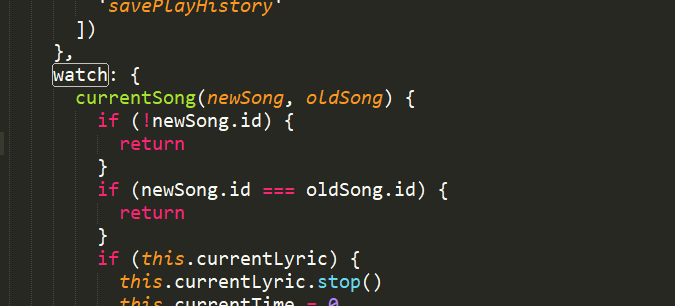 'savePlayHistory'
])
},
watch: {
currentSong(newSong, oldSong) {
if (!newSong.id) {
return
}
if (newSong.id === oldSong.id) {
return
}
if (this.currentLyric) {
this.currentLyric.stop()
this.currentTime = 0